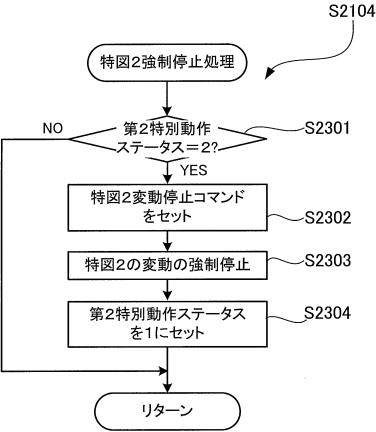 S2104
特図2強制停止処理
S2301
NO
第2特別動作
ステータス=2?
YES
特図2変動停止コマンド
をセット
S2302
特図2の変動の強制停止
S2303
第2特別動作ステータス
を1にセット
S2304
リターン